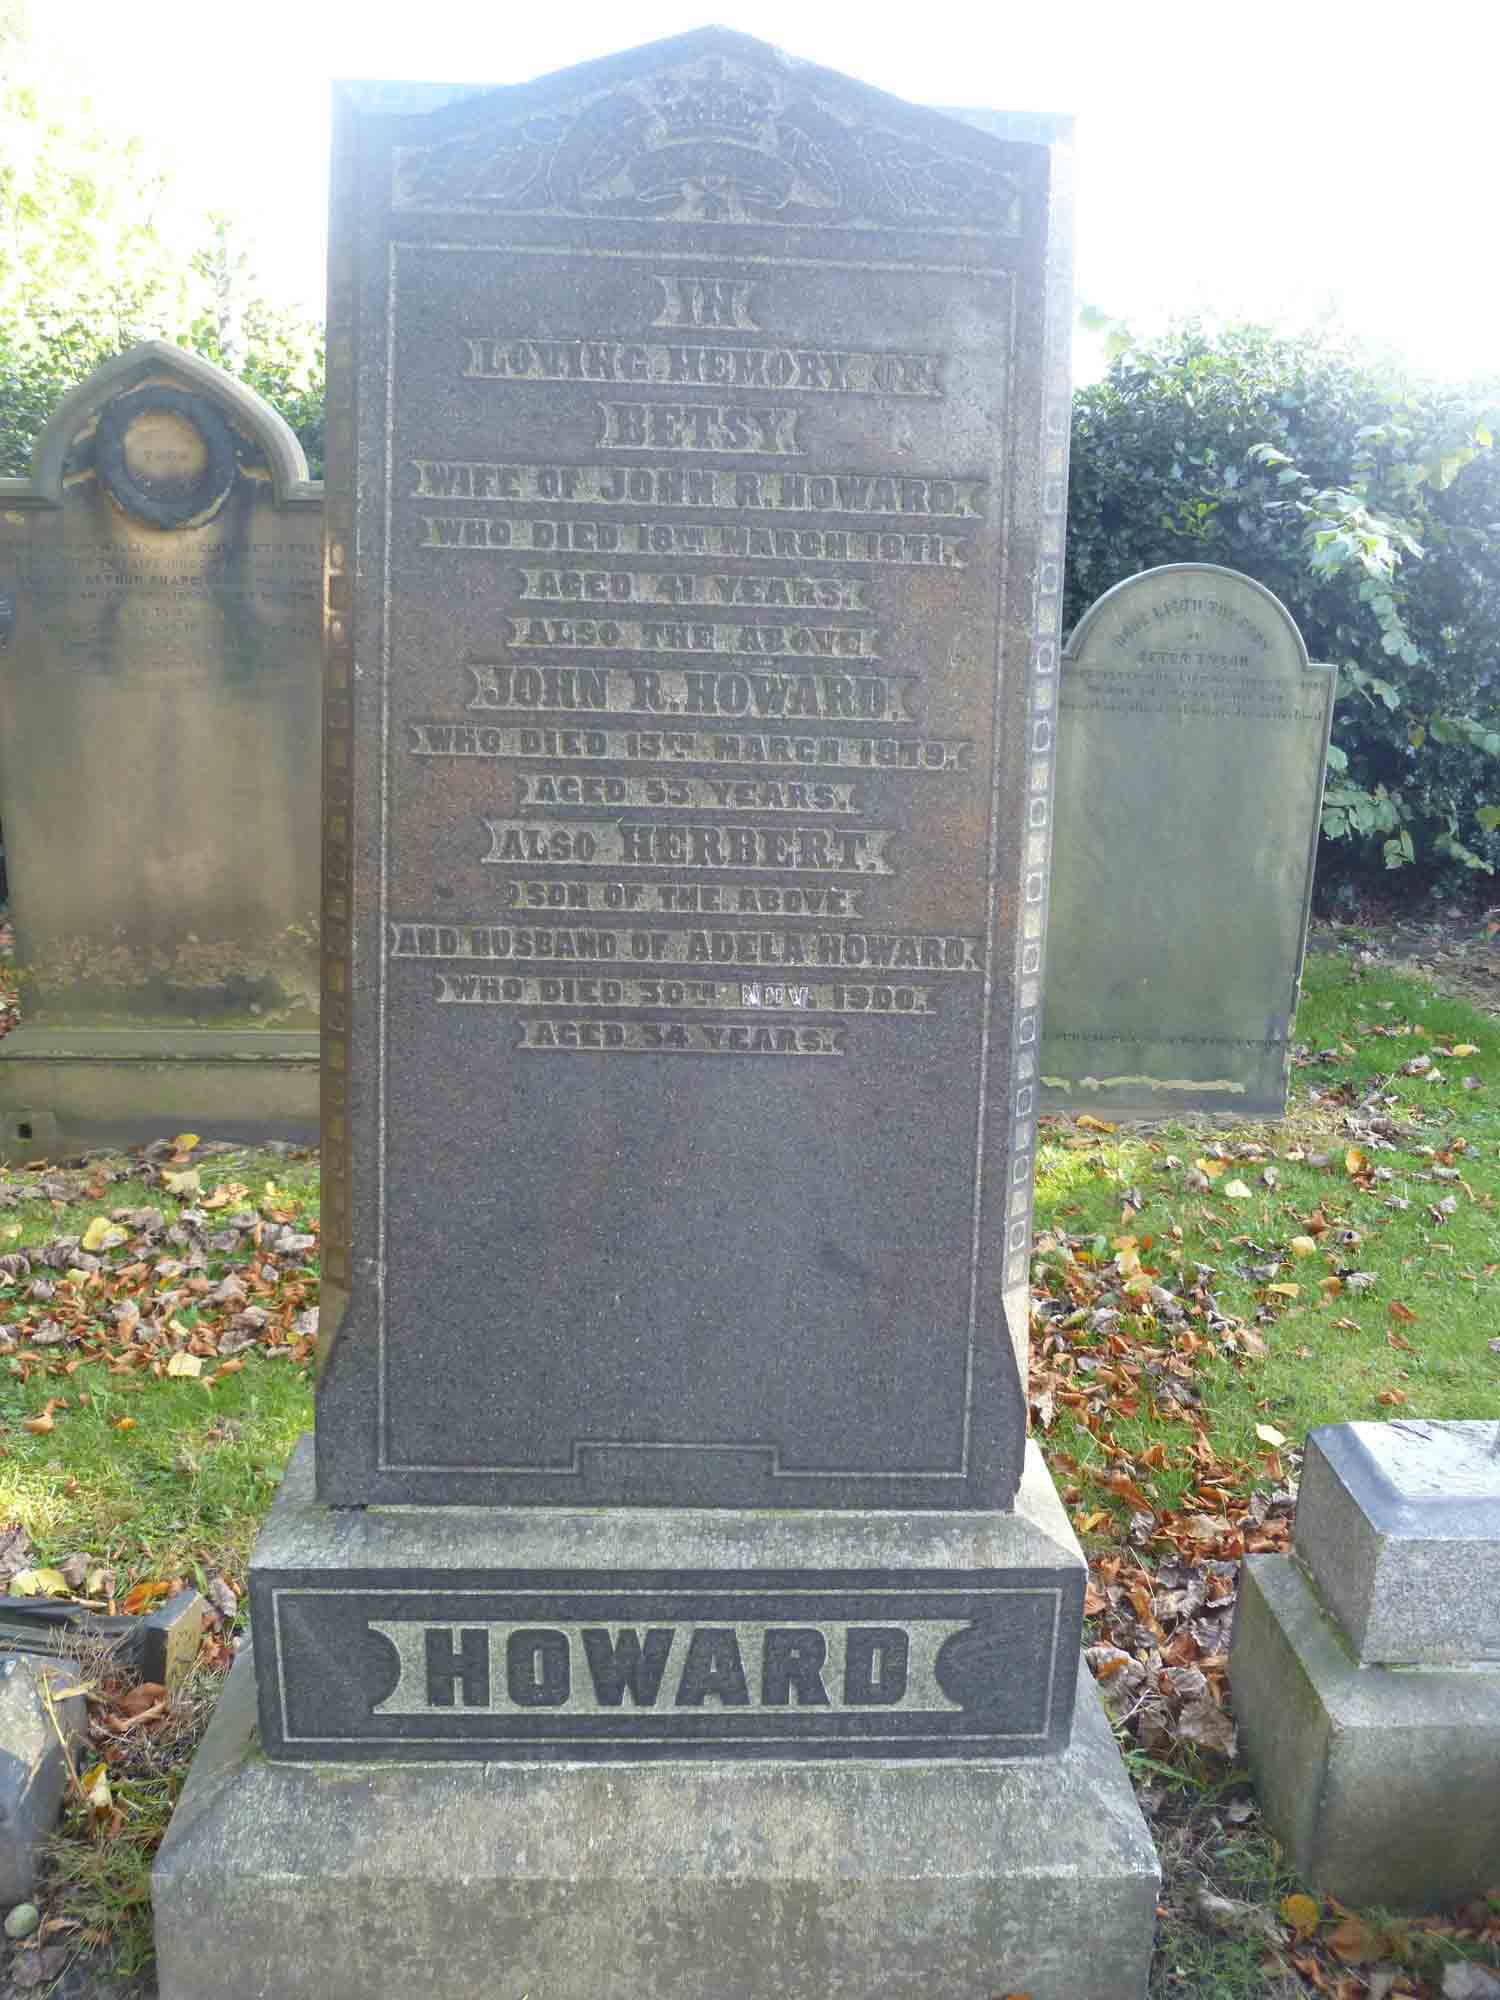 IN
LOVING MEMORY OF
BETSY
WIFE OF JOHN R. HOWARD,
WHO DIED 18TH MARCH 1871.
AGED 41 YEARS.
ALSO THE ABOVE
JOHN R. HOWARD,
WHO DIED 13TH MARCH 1879.
AGED 53 YEARS.
ALSO HERBERT,
SON OF THE ABOVE
AND HUSBAND OF ADELA HOWARD,
WHO DIED 30TH NOV. 1900.
AGED 34 YEARS.
HOWARD